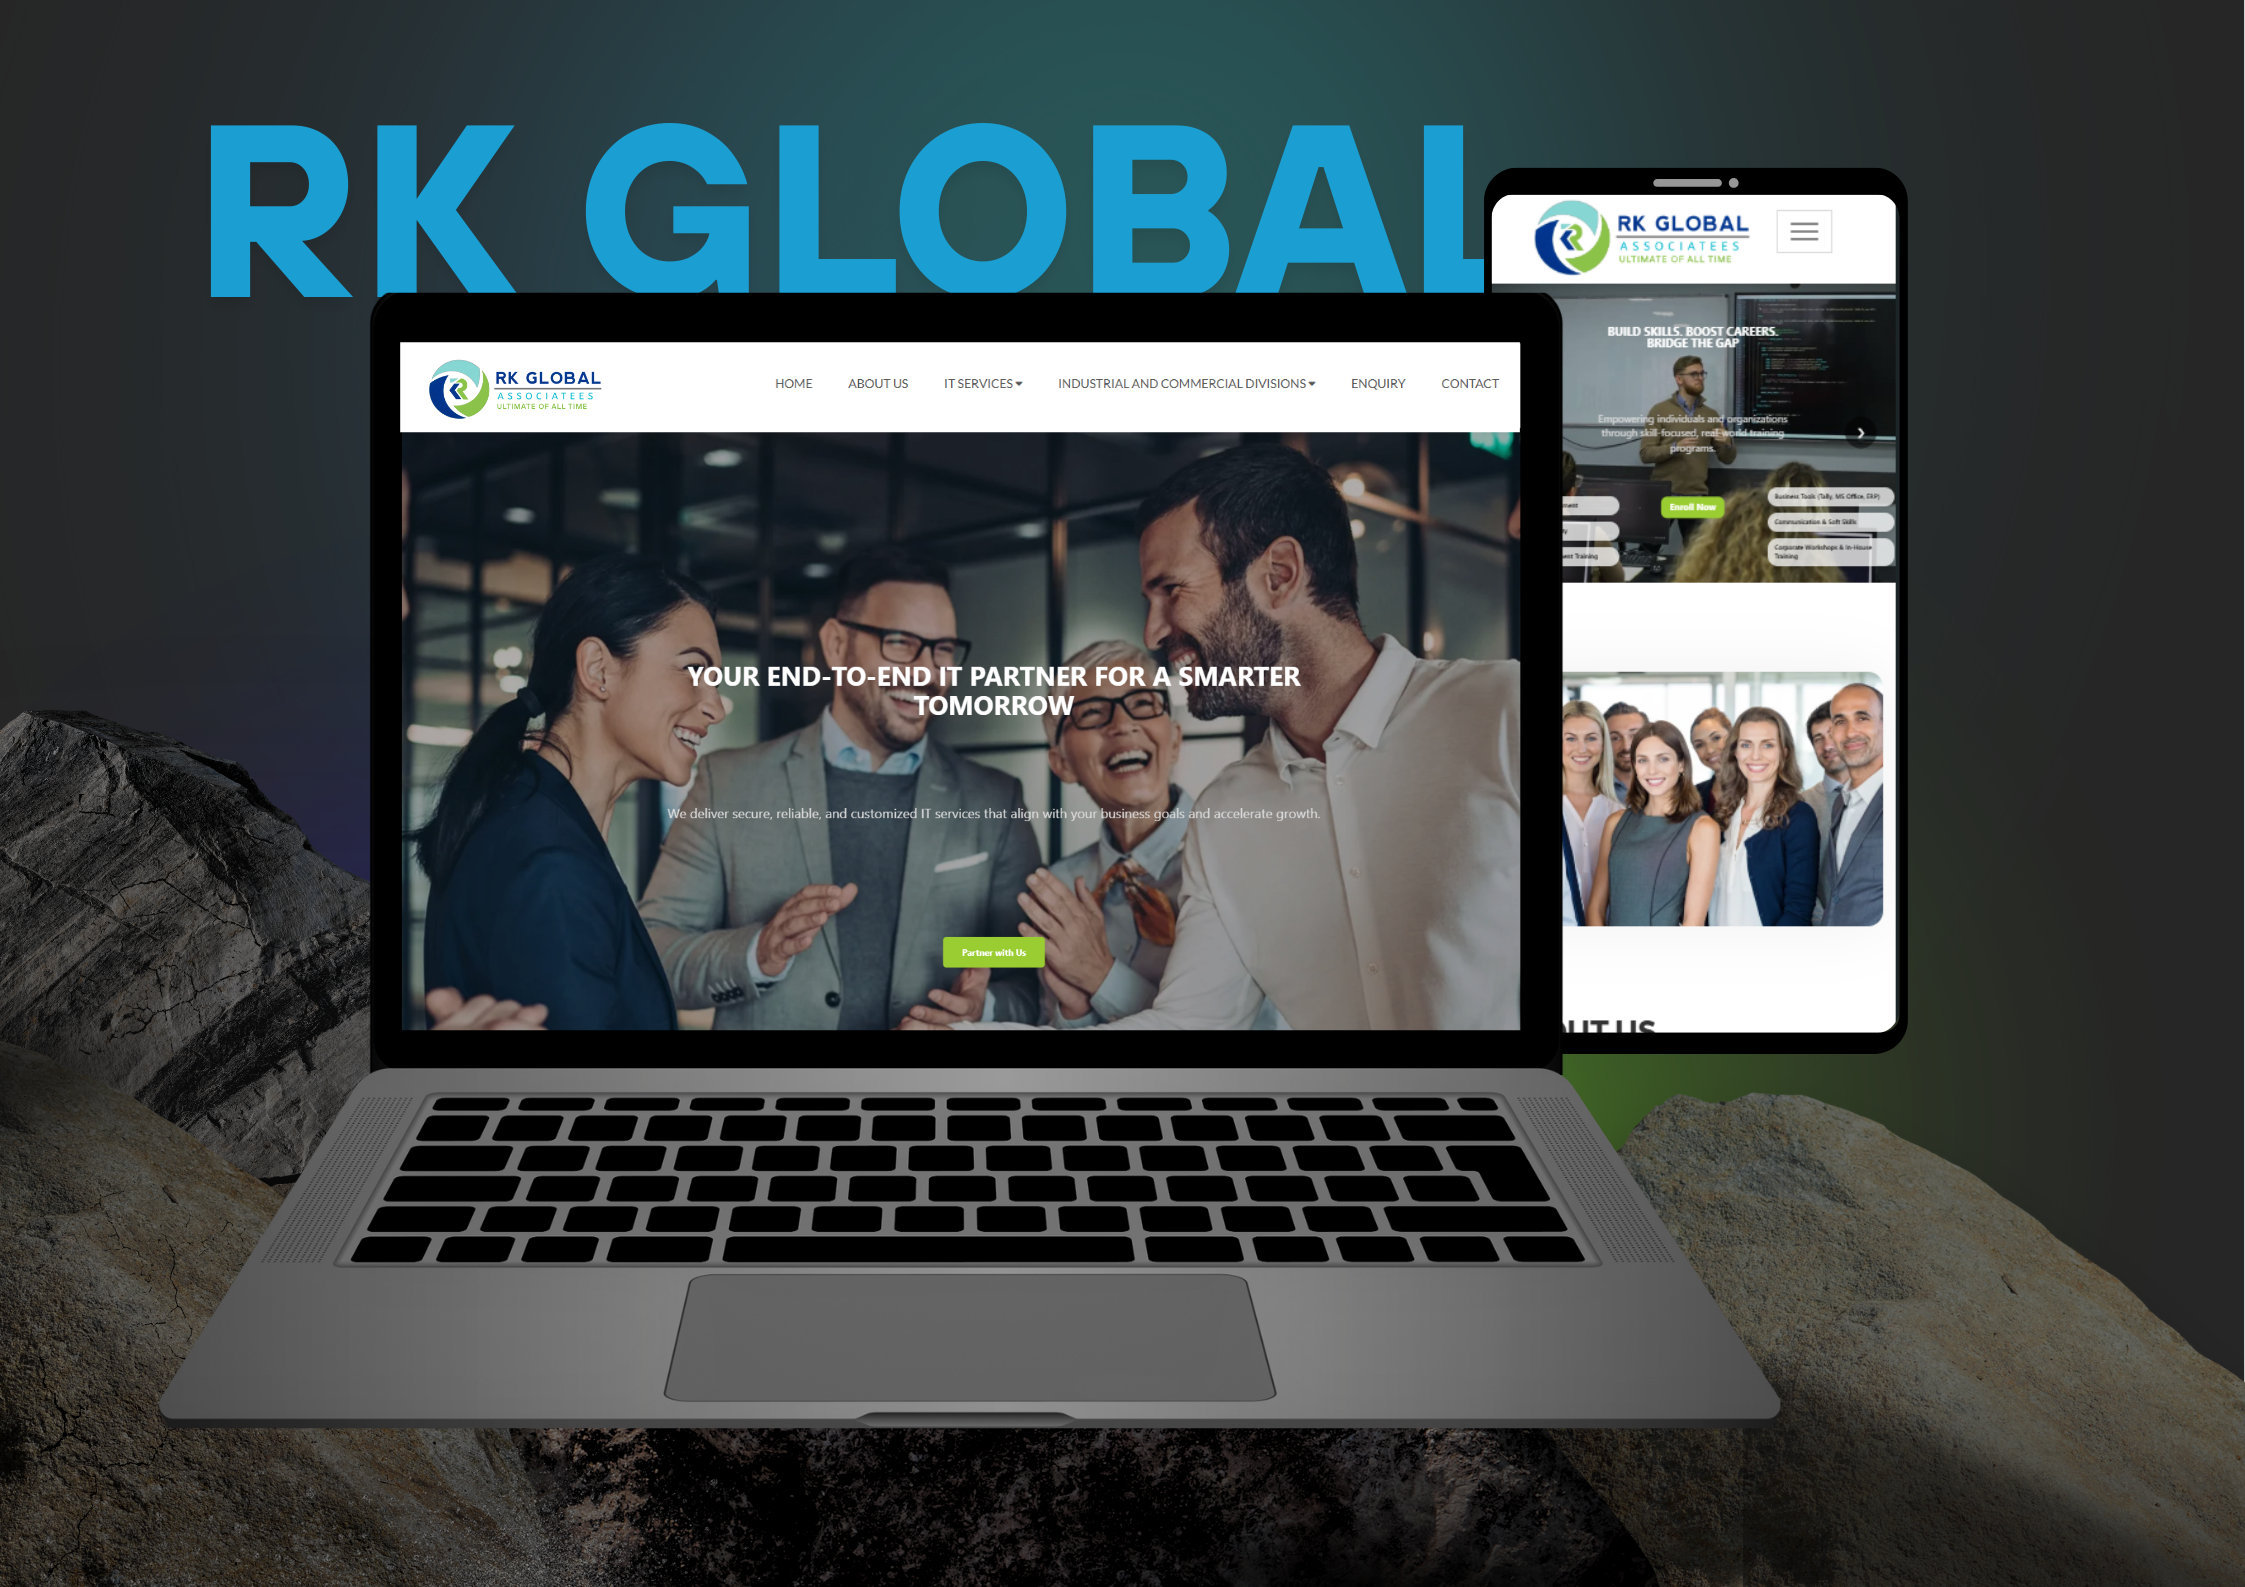 RK GLOBAL
RK GLOBAL
ASSOCIATEES
ULTIMATE OF ALL TIME
HOME
ABOUT US
IT SERVICES
INDUSTRIAL AND COMMERCIAL DIVISIONS
ENQUIRY
CONTACT
YOUR END-TO-END IT PARTNER FOR A SMARTER
TOMORROW
We deliver secure, reliable, and customized IT services that align with your business goals and accelerate growth.
Partner with Us
RK GLOBAL
ASSOCIATEES
ULTIMATE OF ALL TIME
BUILD SKILLS. BOOST CAREERS.
BRIDGE THE GAP
Empowering individuals and organizations
through skill-focused, real-world training
programs.
Enroll Now
Training
Business Tools (Tally, MS Office, ERP)
Communication & Soft Skills
Corporate Workshops & In-House
Training
OUT US